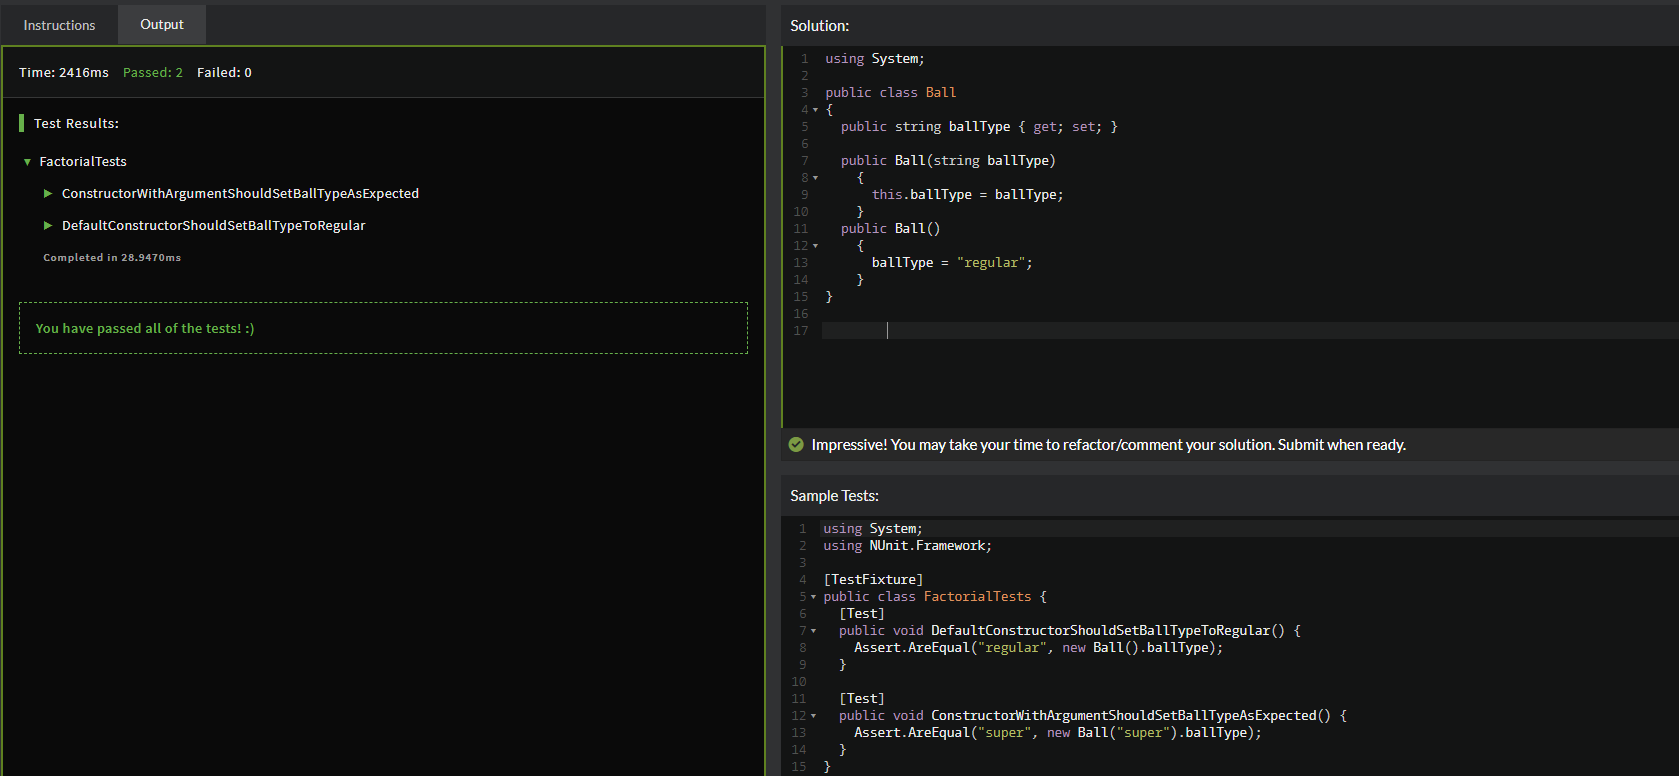 Instructions
Output
Time: 2416ms Passed: 2 Failed: 0
Test Results:
FactorialTests
ConstructorWithArgumentShouldSetBallTypeAsExpected
DefaultConstructorShouldSetBallTypeToRegular
Completed in 28.9470ms
You have passed all of the tests! :)
Solution:
1 using System;
2
3 public class Ball
4 {
5   public string ballType { get; set; }
6
7   public Ball(string ballType)
8     {
9       this.ballType = ballType;
10     }
11   public Ball()
12     {
13       ballType = "regular";
14     }
15 }
16
17
Impressive! You may take your time to refactor/comment your solution. Submit when ready.
Sample Tests:
1 using System;
2 using NUnit.Framework;
3
4 [TestFixture]
5 public class FactorialTests {
6   [Test]
7   public void DefaultConstructorShouldSetBallTypeToRegular() {
8     Assert.AreEqual("regular", new Ball().ballType);
9   }
10
11   [Test]
12   public void ConstructorWithArgumentShouldSetBallTypeAsExpected() {
13     Assert.AreEqual("super", new Ball("super").ballType);
14   }
15 }